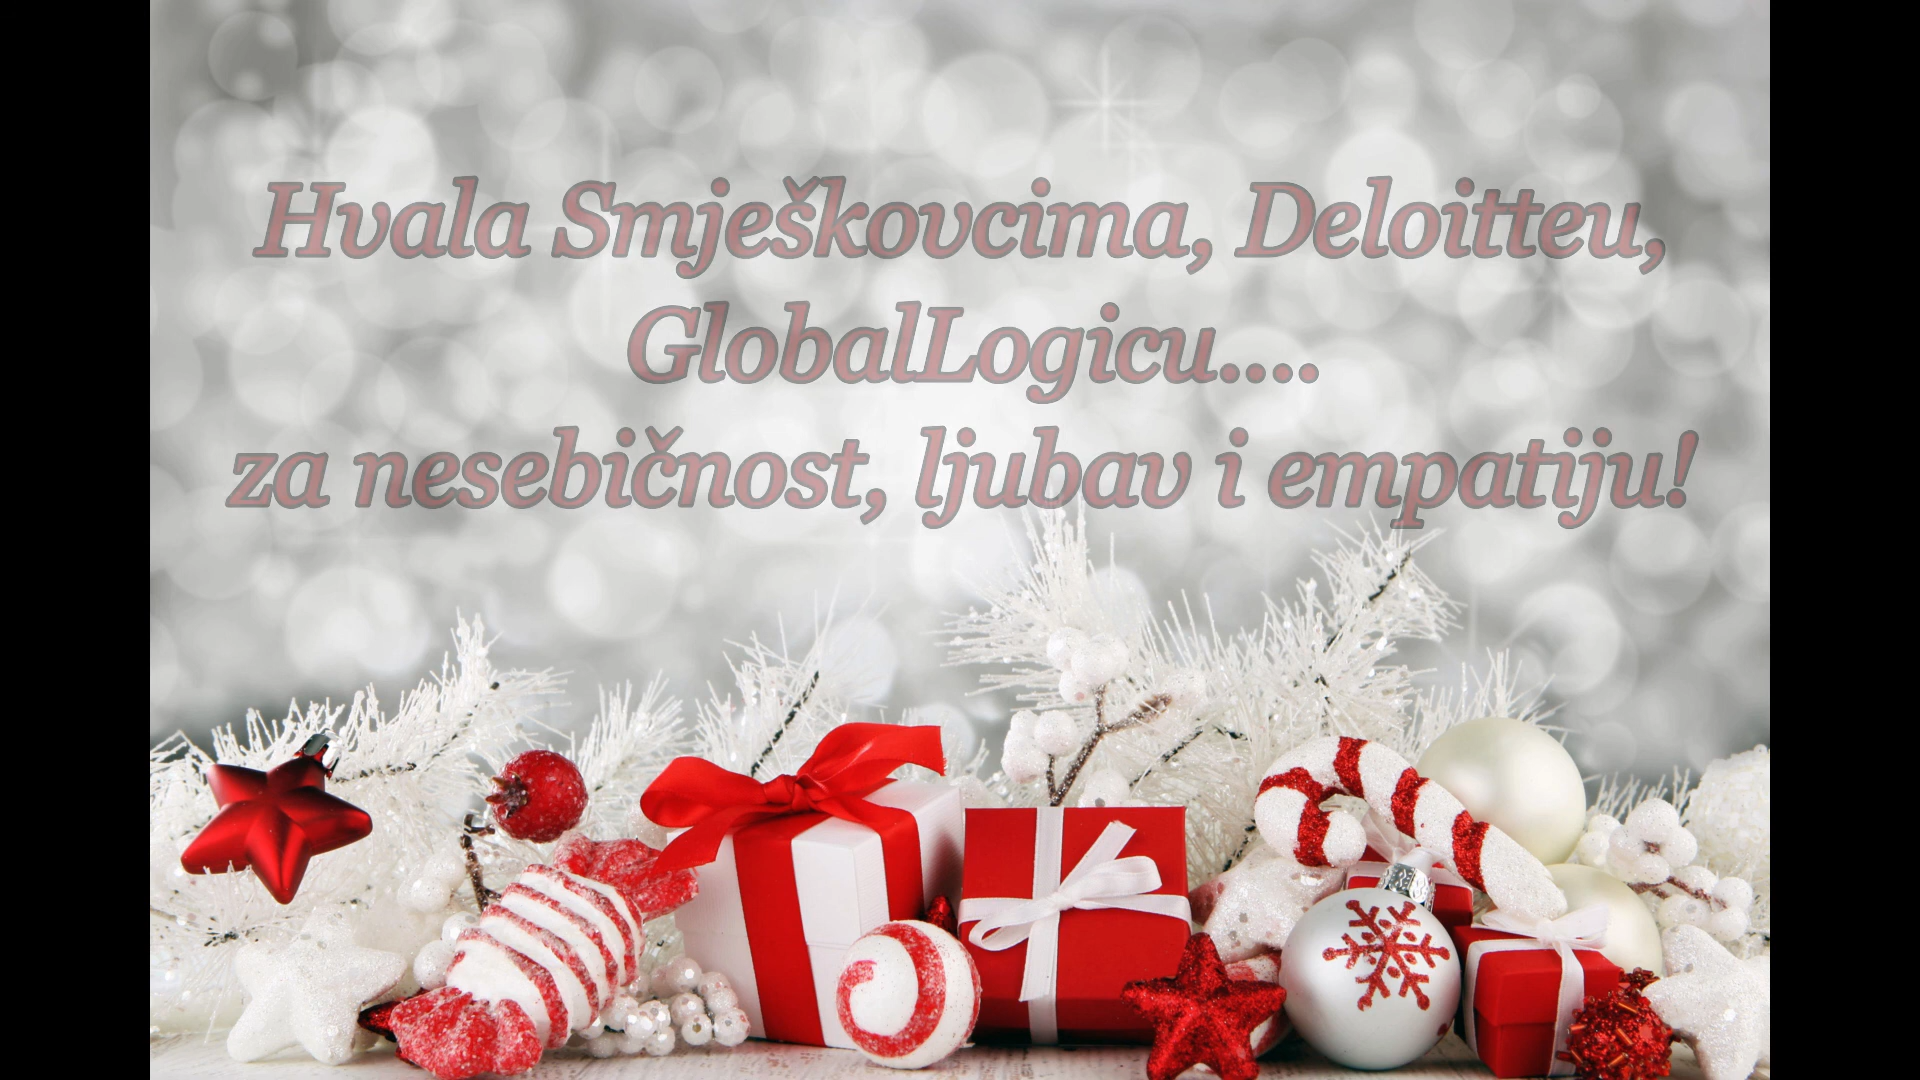 Hvala Smješkovcima, Deloitteu,
GlobalLogicu....
za nesebičnost, ljubav i empatiju!